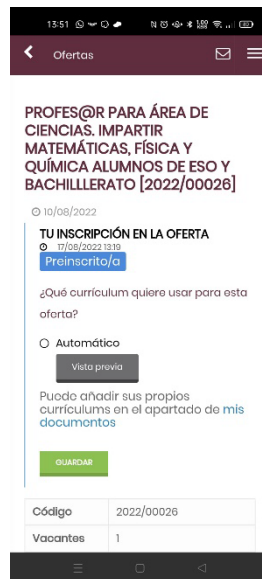 13:51
Ofertas
PROFES@R PARA ÁREA DE
CIENCIAS. IMPARTIR
MATEMÁTICAS, FÍSICA Y
QUÍMICA ALUMNOS DE ESO Y
BACHILLLERATO [2022/00026]
10/08/2022
TU INSCRIPCIÓN EN LA OFERTA
17/08/2022 13:19
Preinscrito/a
¿Qué currículum quiere usar para esta
oferta?
Automático
Vista previa
Puede añadir sus propios
currículums en el apartado de mis
documentos
GUARDAR
Código 2022/00026
Vacantes 1